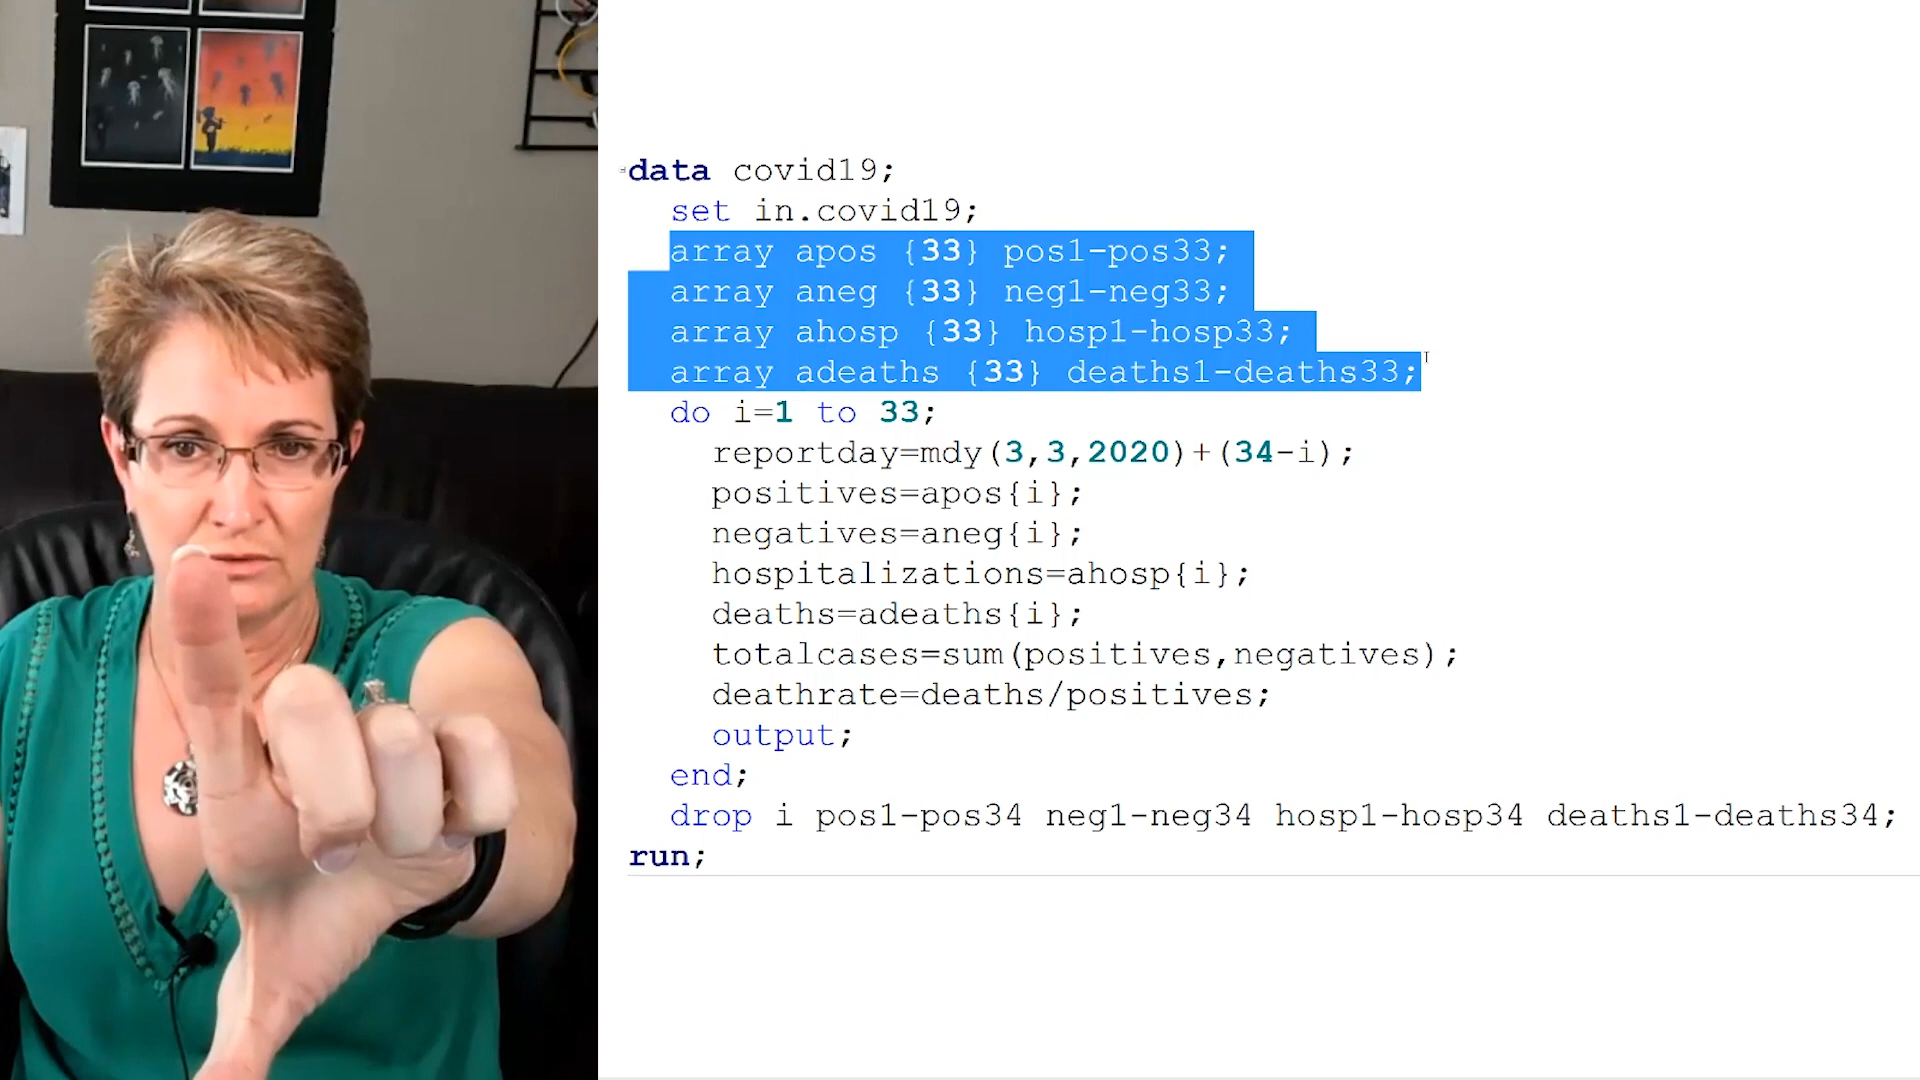 data covid19;
set in.covid19;
array apos {33} pos1-pos33;
array aneg {33} neg1-neg33;
array ahosp {33} hosp1-hosp33;
array adeaths {33} deaths1-deaths33;
do i=1 to 33;
reportday=mdy(3,3,2020)+(34-i);
positives=apos{i};
negatives=aneg{i};
hospitalizations=ahosp{i};
deaths=adeaths{i};
totalcases=sum(positives,negatives);
deathrate=deaths/positives;
output;
end;
drop i pos1-pos34 neg1-neg34 hosp1-hosp34 deaths1-deaths34;
run;